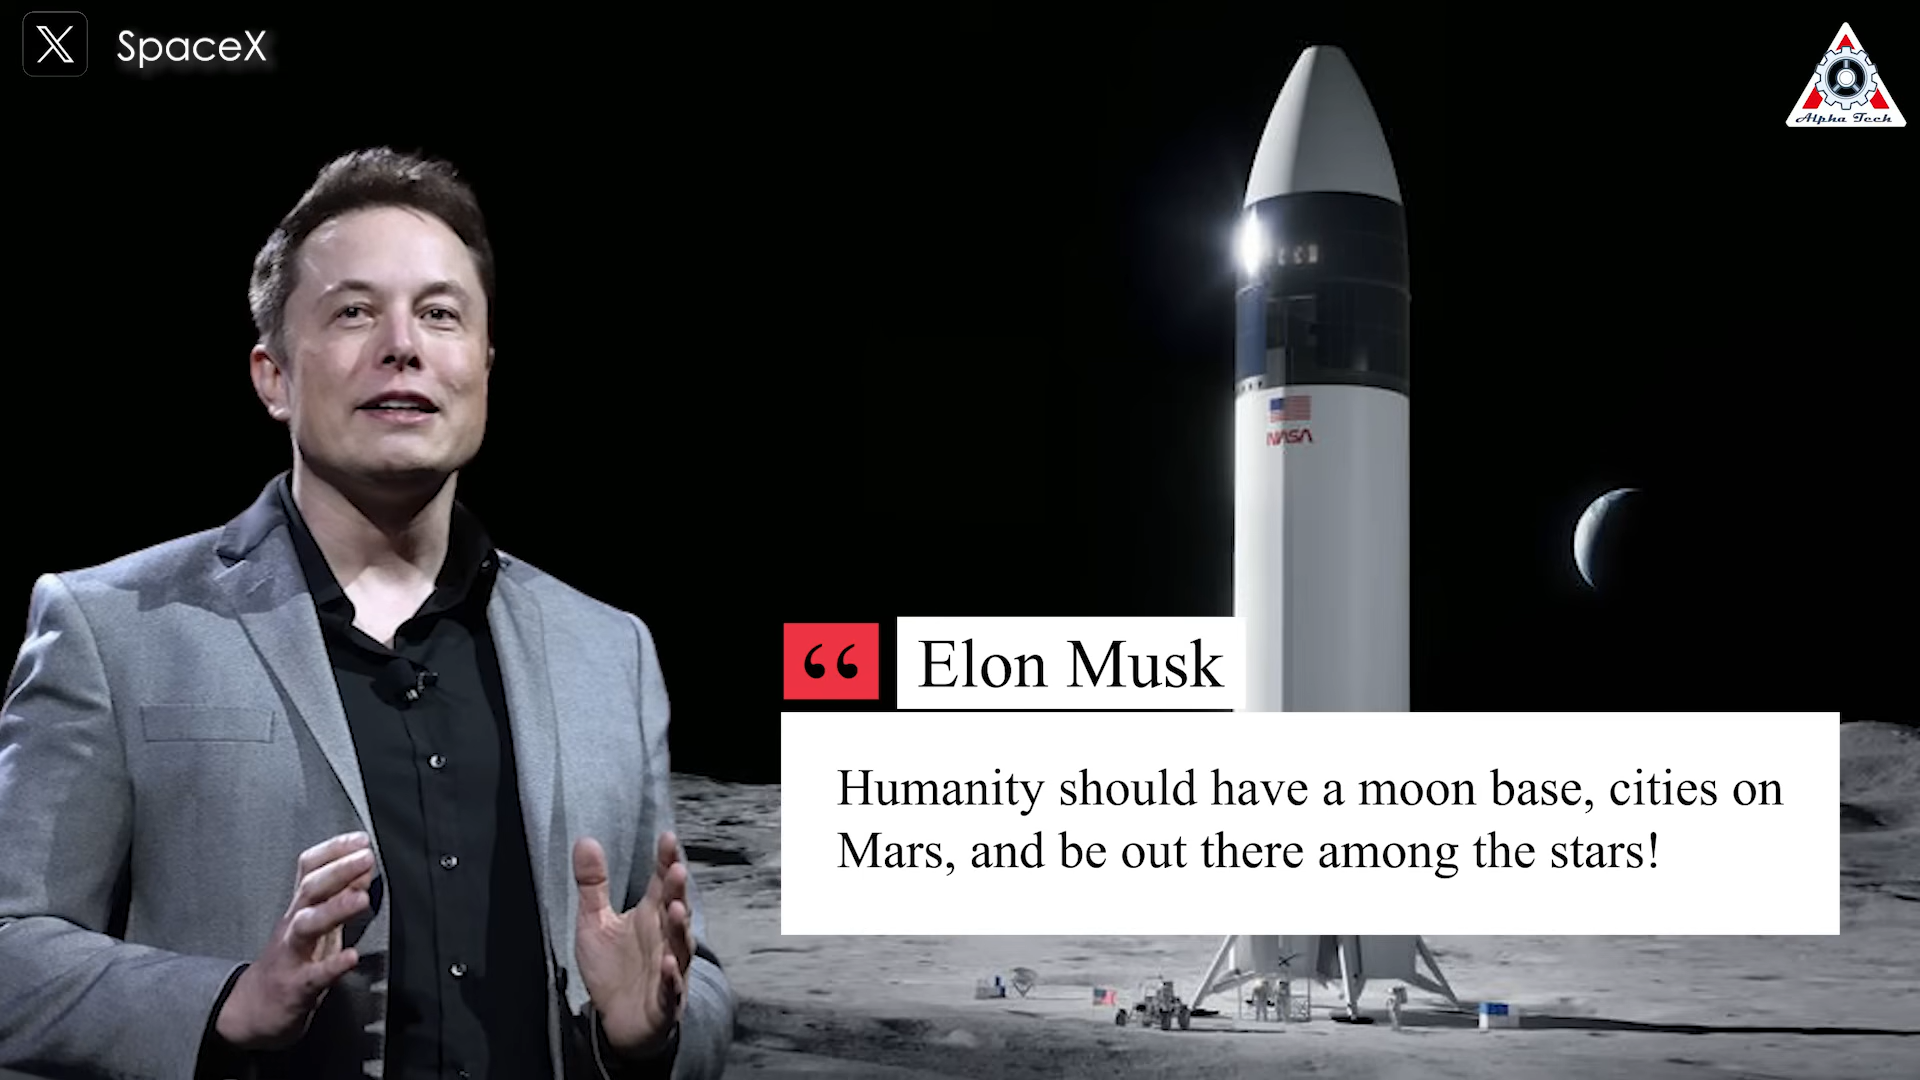 SpaceX
Alpha Tech
NASA
Elon Musk
Humanity should have a moon base, cities on
Mars, and be out there among the stars!